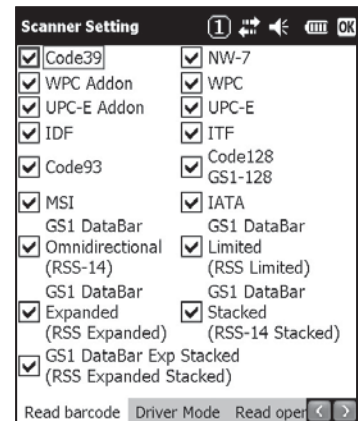 Scanner Setting 1 OK
Code39 NW-7
WPC Addon WPC
UPC-E Addon UPC-E
IDF ITF
Code93 Code128
GS1-128
MSI IATA
GS1 DataBar
Omnidirectional
(RSS-14)
GS1 DataBar
Limited
(RSS Limited)
GS1 DataBar
Expanded
(RSS Expanded)
GS1 DataBar
Stacked
(RSS-14 Stacked)
GS1 DataBar Exp Stacked
(RSS Expanded Stacked)
Read barcode Driver Mode Read oper